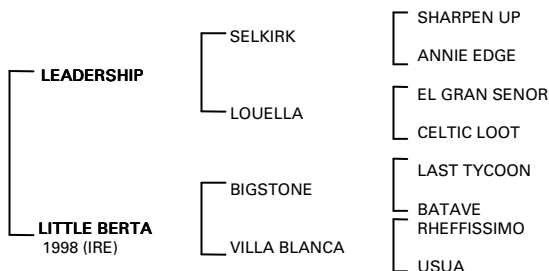 SHARPEN UP
SELKIRK
ANNIE EDGE
LEADERSHIP
EL GRAN SENOR
LOUELLA
CELTIC LOOT
LAST TYCOON
BIGSTONE
BATAVE
LITTLE BERTA
1998 (IRE)
RHEFFISSIMO
VILLA BLANCA
USUA